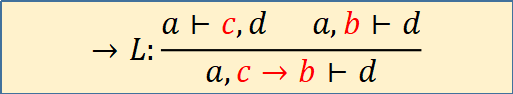 → L: a ⊢ c, d     a, b ⊢ d
a, c → b ⊢ d